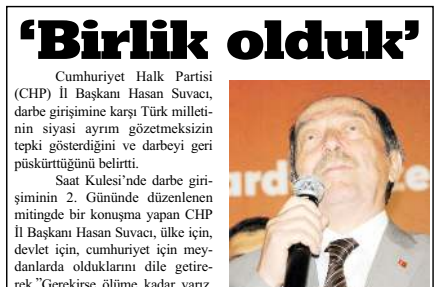 ‘Birlik olduk’
Cumhuriyet Halk Partisi
(CHP) İl Başkanı Hasan Suvacı,
darbe girişimine karşı Türk milleti-
nin siyasi ayrım gözetmeksizin
tepki gösterdiğini ve darbeyi geri
püskürttüğünü belirtti.
Saat Kulesi’nde darbe giri-
şiminin 2. Gününde düzenlenen
mitingde bir konuşma yapan CHP
İl Başkanı Hasan Suvacı, ülke için,
devlet için, cumhuriyet için mey-
danlarda olduklarını dile getire-
rek,”Gerekirse ölüme kadar varız.